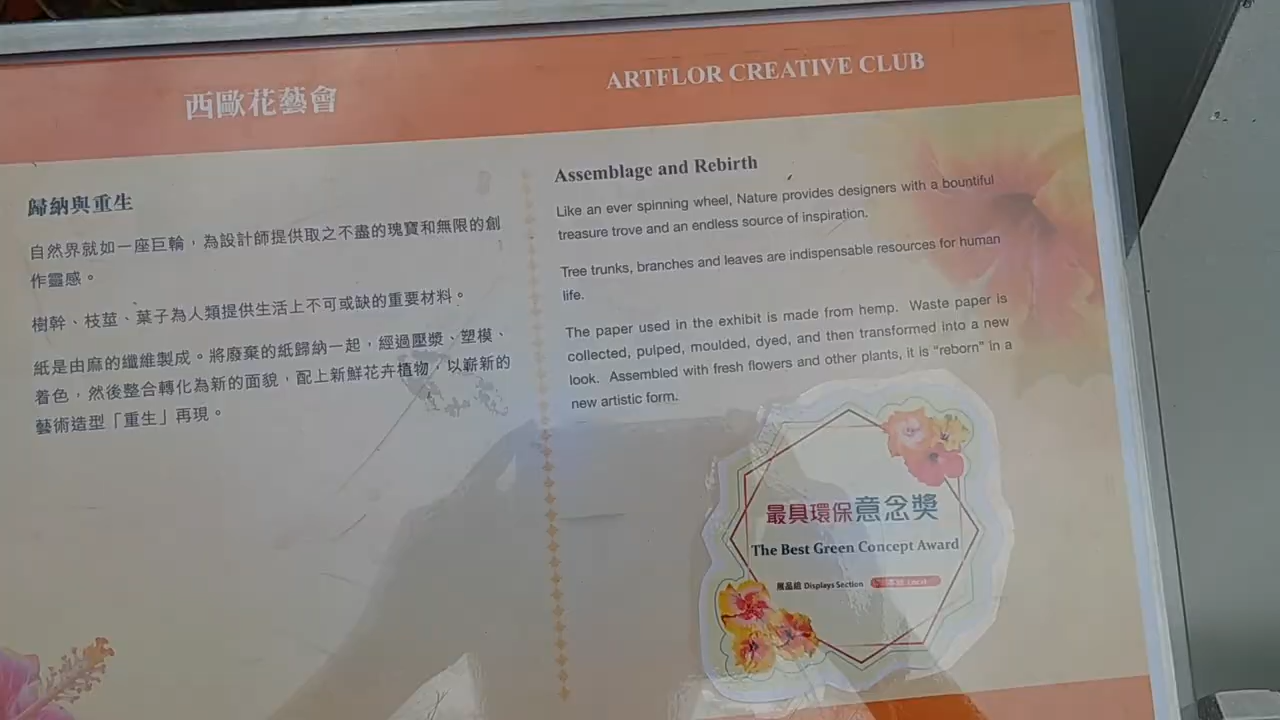 西歐花藝會
ARTFLOR CREATIVE CLUB
歸納與重生
自然界就如一座巨輪，為設計師提供取之不盡的瑰寶和無限的創
作靈感。
樹幹、枝莖、葉子為人類提供生活上不可或缺的重要材料。
紙是由麻的纖維製成。將廢棄的紙歸納一起，經過壓漿、塑模、
着色，然後整合轉化為新的面貌，配上新鮮花卉植物，以嶄新的
藝術造型「重生」再現。
Assemblage and Rebirth
Like an ever spinning wheel, Nature provides designers with a bountiful
treasure trove and an endless source of inspiration.
Tree trunks, branches and leaves are indispensable resources for human
life.
The paper used in the exhibit is made from hemp. Waste paper is
collected, pulped, moulded, dyed, and then transformed into a new
look. Assembled with fresh flowers and other plants, it is “reborn” in a
new artistic form.
最具環保意念獎
The Best Green Concept Award
展品組 Displays Section